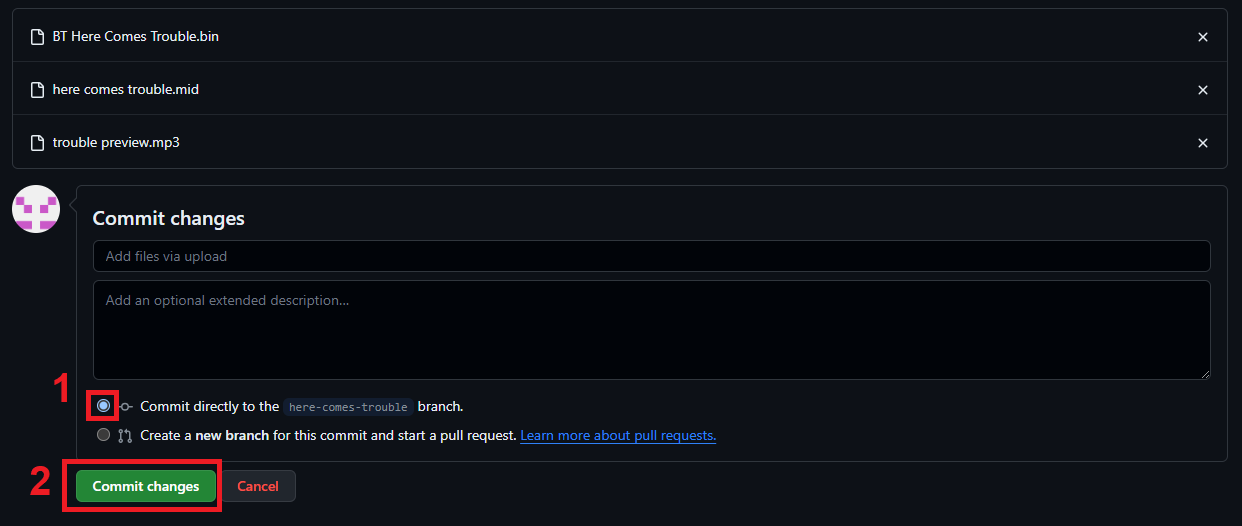 BT Here Comes Trouble.bin
here comes trouble.mid
trouble preview.mp3
Commit changes
Add files via upload
Add an optional extended description...
1
Commit directly to the here-comes-trouble branch.
Create a new branch for this commit and start a pull request. Learn more about pull requests.
2
Commit changes
Cancel